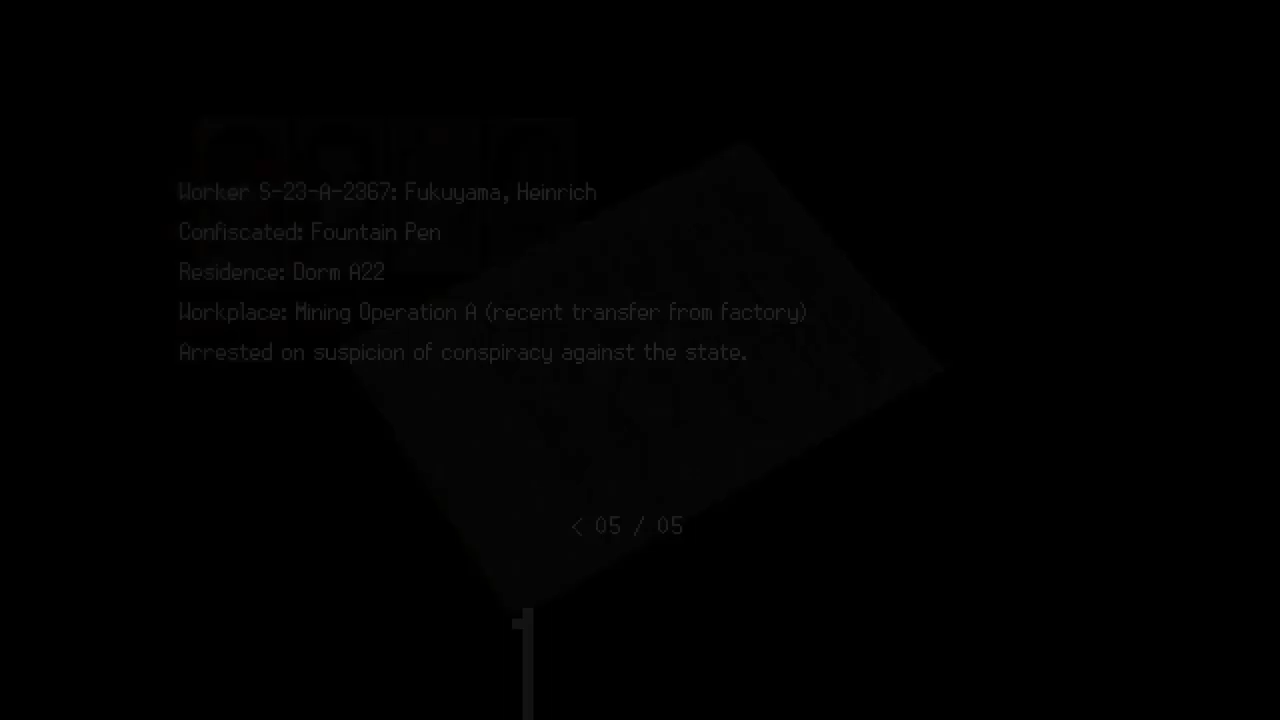 Worker S-23-A-2367: Fukuyama, Heinrich
Confiscated: Fountain Pen
Residence: Dorm A22
Workplace: Mining Operation A (recent transfer from factory)
Arrested on suspicion of conspiracy against the state.
< 05 / 05